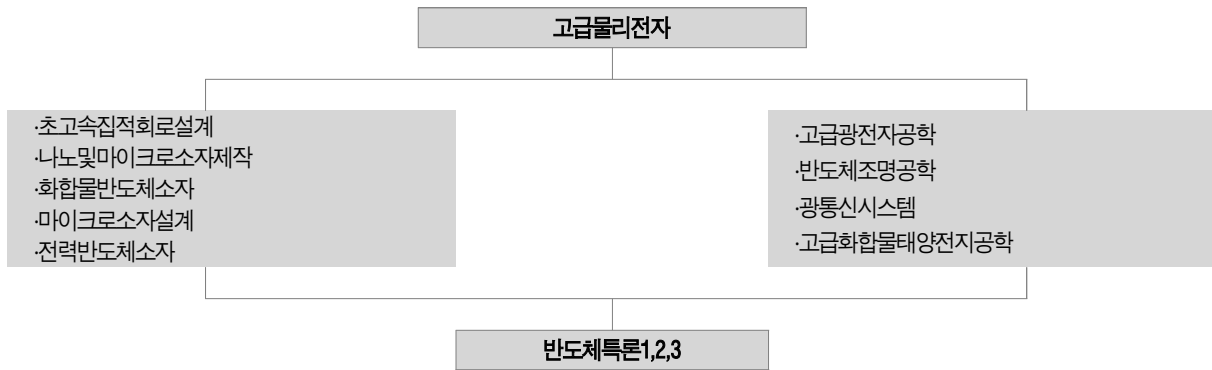 고급물리전자
·초고속집적회로설계
·나노및마이크로소자제작
·화합물반도체소자
·마이크로소자설계
·전력반도체소자
·고급광전자공학
·반도체조명공학
·광통신시스템
·고급화합물태양전지공학
반도체특론1,2,3